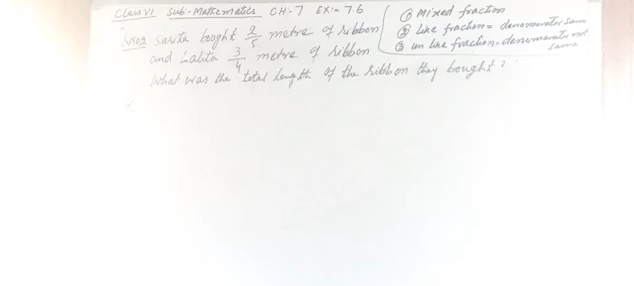 Class VI Sub:- Mathematics CH-7 EX:- 7.6
Sarita bought 2/5 metre of ribbon
and Lalita 3/4 metre of ribbon
What was the total length of the ribbon they bought?
① Mixed fraction
② Like fraction = denominator same
③ un like fraction = denominator not
same